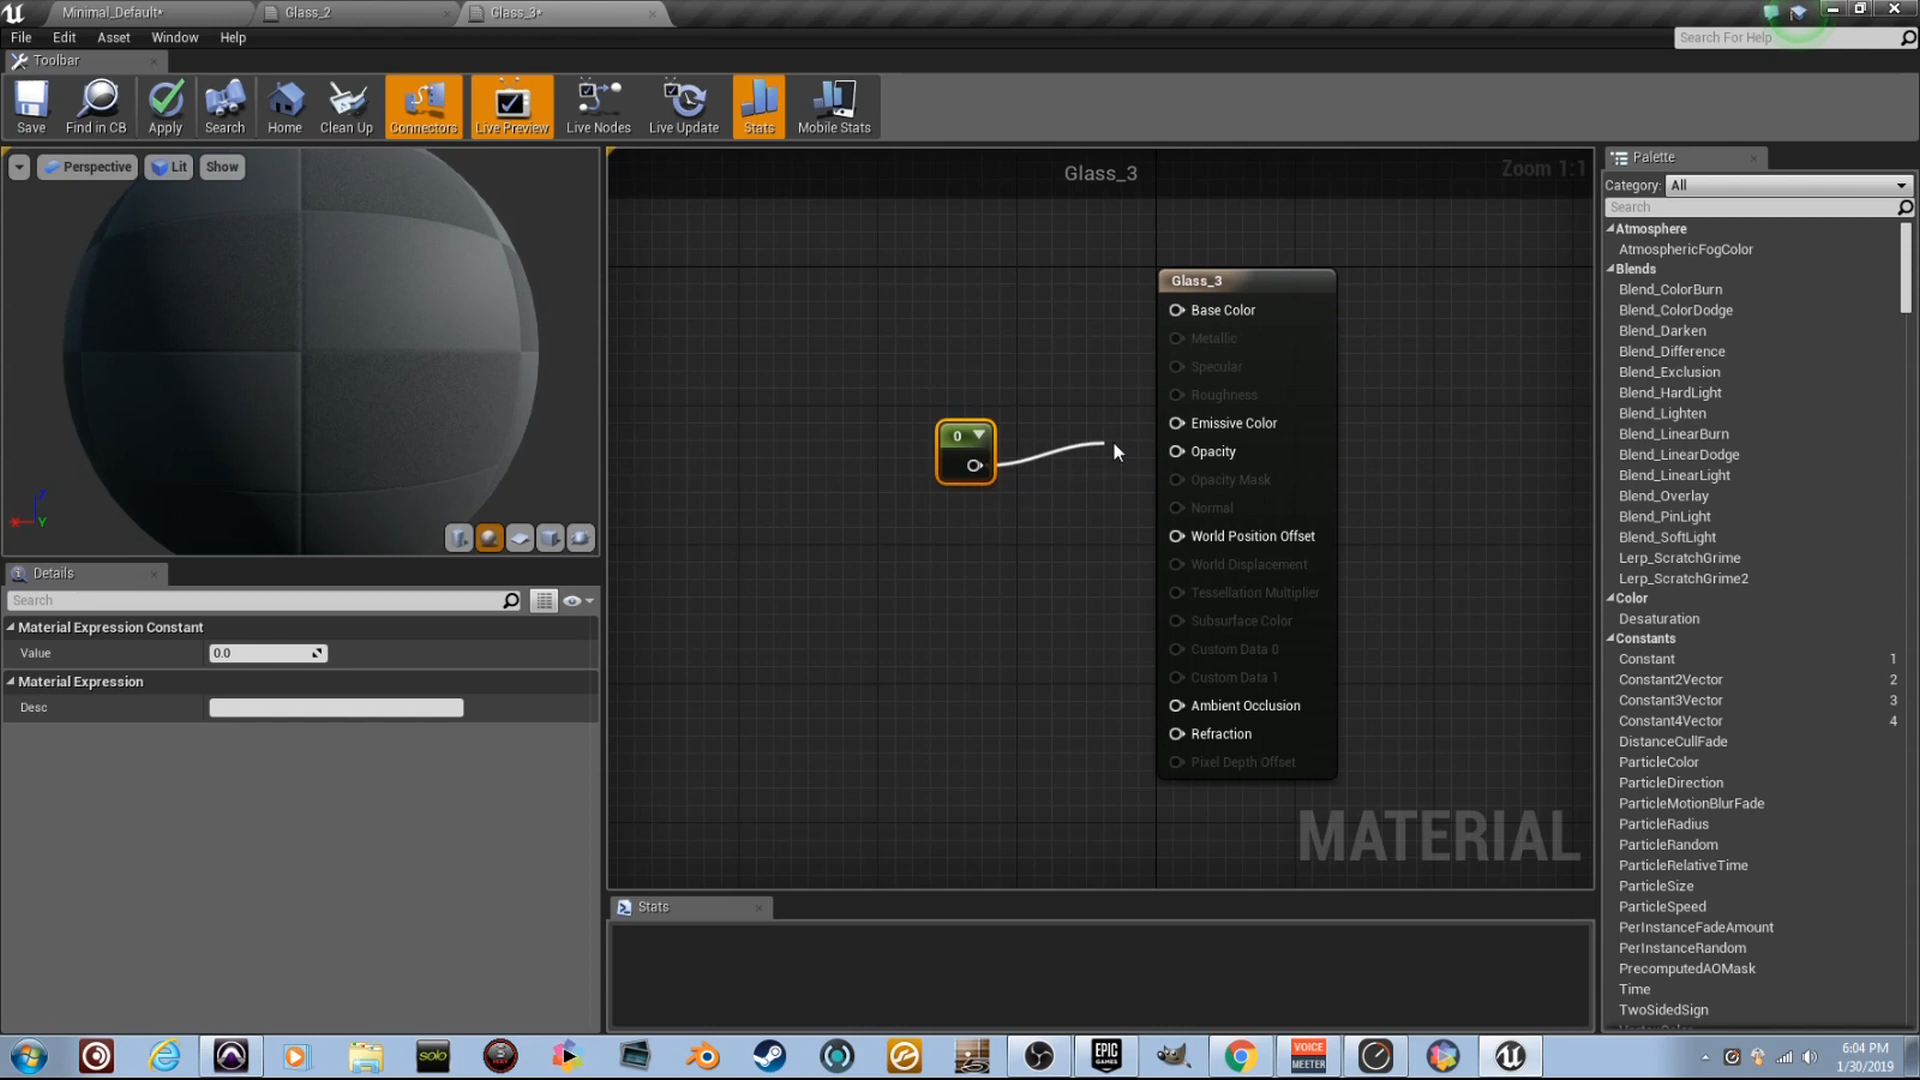 Minimal_Default*
Glass_2
Glass_3*
File
Edit
Asset
Window
Help
Search For Help
Toolbar
Save
Find in CB
Apply
Search
Home
Clean Up
Connectors
Live Preview
Live Nodes
Live Update
Stats
Mobile Stats
Perspective
Lit
Show
Z
X
Y
Details
Search
Material Expression Constant
Value
0.0
Material Expression
Desc
Glass_3
Zoom 1:1
0
Glass_3
Base Color
Metallic
Specular
Roughness
Emissive Color
Opacity
Opacity Mask
Normal
World Position Offset
World Displacement
Tessellation Multiplier
Subsurface Color
Custom Data 0
Custom Data 1
Ambient Occlusion
Refraction
Pixel Depth Offset
MATERIAL
Stats
Palette
Category:
All
Search
Atmosphere
AtmosphericFogColor
Blends
Blend_ColorBurn
Blend_ColorDodge
Blend_Darken
Blend_Difference
Blend_Exclusion
Blend_HardLight
Blend_Lighten
Blend_LinearBurn
Blend_LinearDodge
Blend_LinearLight
Blend_Overlay
Blend_PinLight
Blend_SoftLight
Lerp_ScratchGrime
Lerp_ScratchGrime2
Color
Desaturation
Constants
Constant 1
Constant2Vector 2
Constant3Vector 3
Constant4Vector 4
DistanceCullFade
ParticleColor
ParticleDirection
ParticleMotionBlurFade
ParticleRadius
ParticleRandom
ParticleRelativeTime
ParticleSize
ParticleSpeed
PerInstanceFadeAmount
PerInstanceRandom
PrecomputedAOMask
Time
TwoSidedSign
solo
EPIC
GAMES
VOICE
MEETER
6:04 PM
1/30/2019